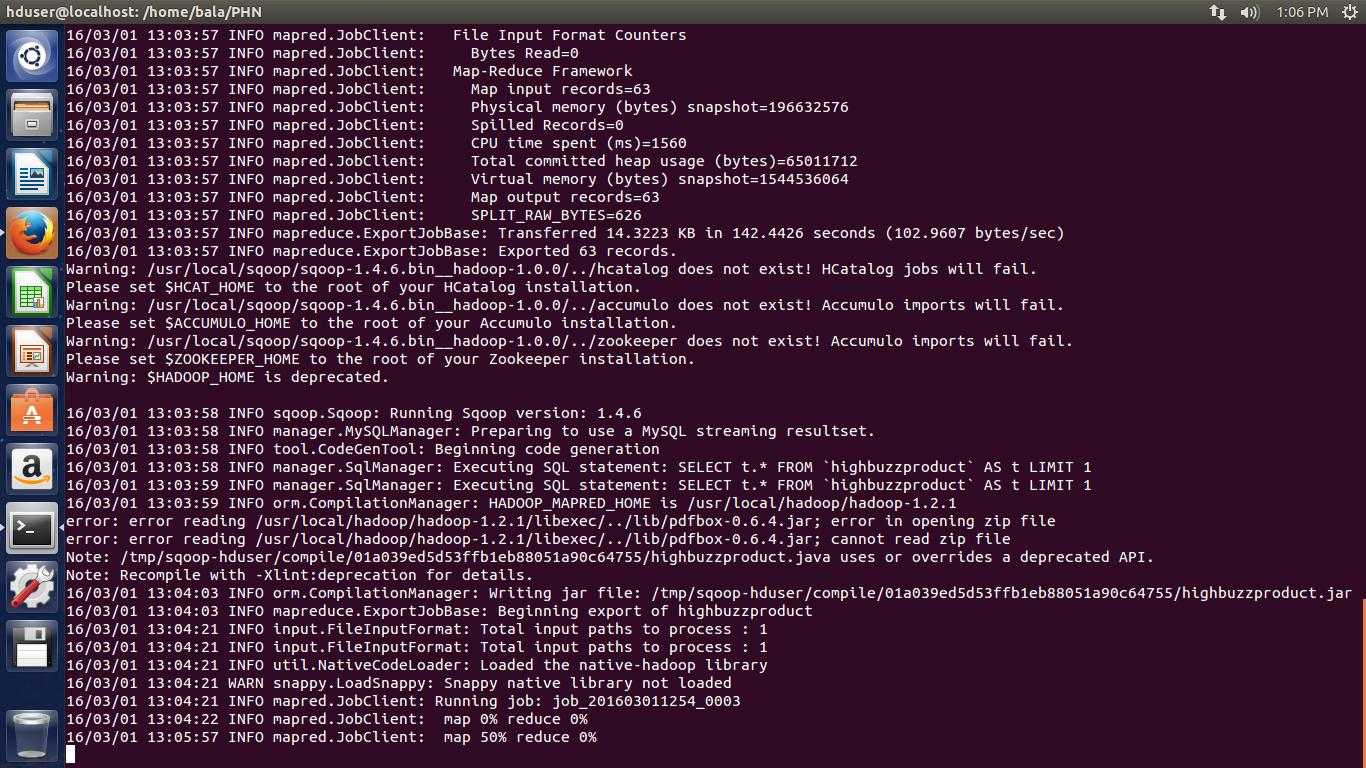 hduser@localhost: /home/bala/PHN
1:06 PM
16/03/01 13:03:57 INFO mapred.JobClient:   File Input Format Counters
16/03/01 13:03:57 INFO mapred.JobClient:     Bytes Read=0
16/03/01 13:03:57 INFO mapred.JobClient:   Map-Reduce Framework
16/03/01 13:03:57 INFO mapred.JobClient:     Map input records=63
16/03/01 13:03:57 INFO mapred.JobClient:     Physical memory (bytes) snapshot=196632576
16/03/01 13:03:57 INFO mapred.JobClient:     Spilled Records=0
16/03/01 13:03:57 INFO mapred.JobClient:     CPU time spent (ms)=1560
16/03/01 13:03:57 INFO mapred.JobClient:     Total committed heap usage (bytes)=65011712
16/03/01 13:03:57 INFO mapred.JobClient:     Virtual memory (bytes) snapshot=1544536064
16/03/01 13:03:57 INFO mapred.JobClient:     Map output records=63
16/03/01 13:03:57 INFO mapred.JobClient:     SPLIT_RAW_BYTES=626
16/03/01 13:03:57 INFO mapreduce.ExportJobBase: Transferred 14.3223 KB in 142.4426 seconds (102.9607 bytes/sec)
16/03/01 13:03:57 INFO mapreduce.ExportJobBase: Exported 63 records.
Warning: /usr/local/sqoop/sqoop-1.4.6.bin__hadoop-1.0.0/../hcatalog does not exist! HCatalog jobs will fail.
Please set $HCAT_HOME to the root of your HCatalog installation.
Warning: /usr/local/sqoop/sqoop-1.4.6.bin__hadoop-1.0.0/../accumulo does not exist! Accumulo imports will fail.
Please set $ACCUMULO_HOME to the root of your Accumulo installation.
Warning: /usr/local/sqoop/sqoop-1.4.6.bin__hadoop-1.0.0/../zookeeper does not exist! Accumulo imports will fail.
Please set $ZOOKEEPER_HOME to the root of your Zookeeper installation.
Warning: $HADOOP_HOME is deprecated.
16/03/01 13:03:58 INFO sqoop.Sqoop: Running Sqoop version: 1.4.6
16/03/01 13:03:58 INFO manager.MySQLManager: Preparing to use a MySQL streaming resultset.
16/03/01 13:03:58 INFO tool.CodeGenTool: Beginning code generation
16/03/01 13:03:58 INFO manager.SqlManager: Executing SQL statement: SELECT t.* FROM `highbuzzproduct` AS t LIMIT 1
16/03/01 13:03:59 INFO manager.SqlManager: Executing SQL statement: SELECT t.* FROM `highbuzzproduct` AS t LIMIT 1
16/03/01 13:03:59 INFO orm.CompilationManager: HADOOP_MAPRED_HOME is /usr/local/hadoop/hadoop-1.2.1
error: error reading /usr/local/hadoop/hadoop-1.2.1/libexec/../lib/pdfbox-0.6.4.jar; error in opening zip file
error: error reading /usr/local/hadoop/hadoop-1.2.1/libexec/../lib/pdfbox-0.6.4.jar; cannot read zip file
Note: /tmp/sqoop-hduser/compile/01a039ed5d53ffb1eb88051a90c64755/highbuzzproduct.java uses or overrides a deprecated API.
Note: Recompile with -Xlint:deprecation for details.
16/03/01 13:04:03 INFO orm.CompilationManager: Writing jar file: /tmp/sqoop-hduser/compile/01a039ed5d53ffb1eb88051a90c64755/highbuzzproduct.jar
16/03/01 13:04:03 INFO mapreduce.ExportJobBase: Beginning export of highbuzzproduct
16/03/01 13:04:21 INFO input.FileInputFormat: Total input paths to process : 1
16/03/01 13:04:21 INFO input.FileInputFormat: Total input paths to process : 1
16/03/01 13:04:21 INFO util.NativeCodeLoader: Loaded the native-hadoop library
16/03/01 13:04:21 WARN snappy.LoadSnappy: Snappy native library not loaded
16/03/01 13:04:21 INFO mapred.JobClient: Running job: job_201603011254_0003
16/03/01 13:04:22 INFO mapred.JobClient:  map 0% reduce 0%
16/03/01 13:05:57 INFO mapred.JobClient:  map 50% reduce 0%